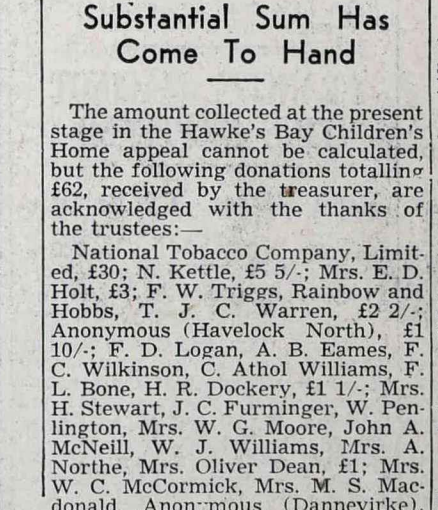 Substantial Sum Has
Come To Hand
The amount collected at the present
stage in the Hawke's Bay Children's
Home appeal cannot be calculated,
but the following donations totalling
£62, received by the treasurer, are
acknowledged with the thanks of
the trustees:—
National Tobacco Company, Limit-
ed, £30; N. Kettle, £5 5/-; Mrs. E. D.
Holt, £3; F. W. Triggs, Rainbow and
Hobbs, T. J. C. Warren, £2 2/-;
Anonymous (Havelock North), £1
10/-; F. D. Logan, A. B. Eames, F.
C. Wilkinson, C. Athol Williams, F.
L. Bone, H. R. Dockery, £1 1/-; Mrs.
H. Stewart, J. C. Furminger, W. Pen-
lington, Mrs. W. G. Moore, John A.
McNeill, W. J. Williams, Mrs. A.
Northe, Mrs. Oliver Dean, £1; Mrs.
W. C. McCormick, Mrs. M. S. Mac-
donald, Anonymous (Dannevirke),